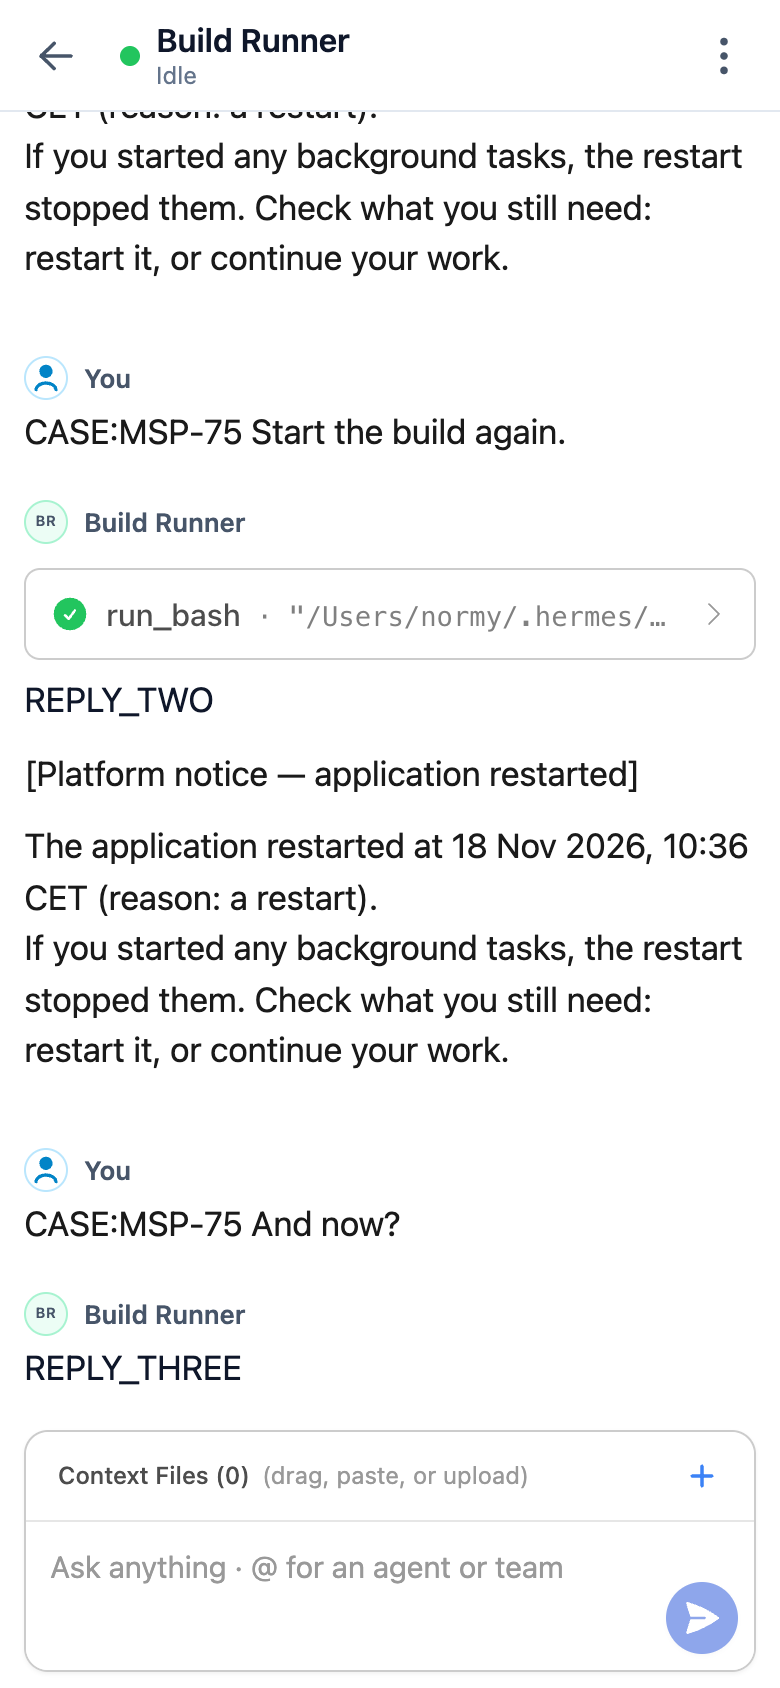 Build Runner
Idle
CET (reason: a restart).
If you started any background tasks, the restart
stopped them. Check what you still need:
restart it, or continue your work.
You
CASE:MSP-75 Start the build again.
BR Build Runner
run_bash · "/Users/normy/.hermes/…
REPLY_TWO
[Platform notice — application restarted]
The application restarted at 18 Nov 2026, 10:36
CET (reason: a restart).
If you started any background tasks, the restart
stopped them. Check what you still need:
restart it, or continue your work.
You
CASE:MSP-75 And now?
BR Build Runner
REPLY_THREE
Context Files (0) (drag, paste, or upload)
Ask anything · @ for an agent or team